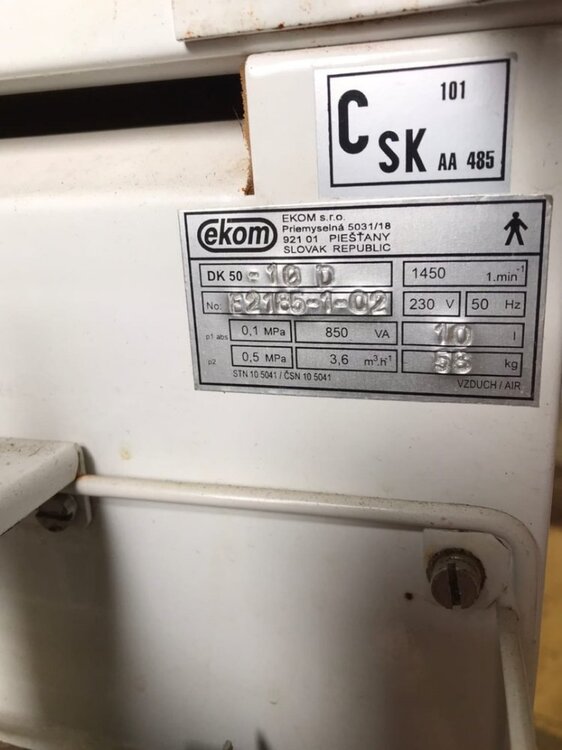 101
C SK AA 485
ekom
EKOM s.r.o.
Priemyselná 5031/18
921 01 PIEŠŤANY
SLOVAK REPUBLIC
DK 50 -10 D 1450 1.min⁻¹
No. 230 V 50 Hz
p1 abs 0,1 MPa 850 VA 10 l
p2 0,5 MPa 3,6 m³.h⁻¹ kg
STN 10 5041 / ČSN 10 5041 VZDUCH / AIR